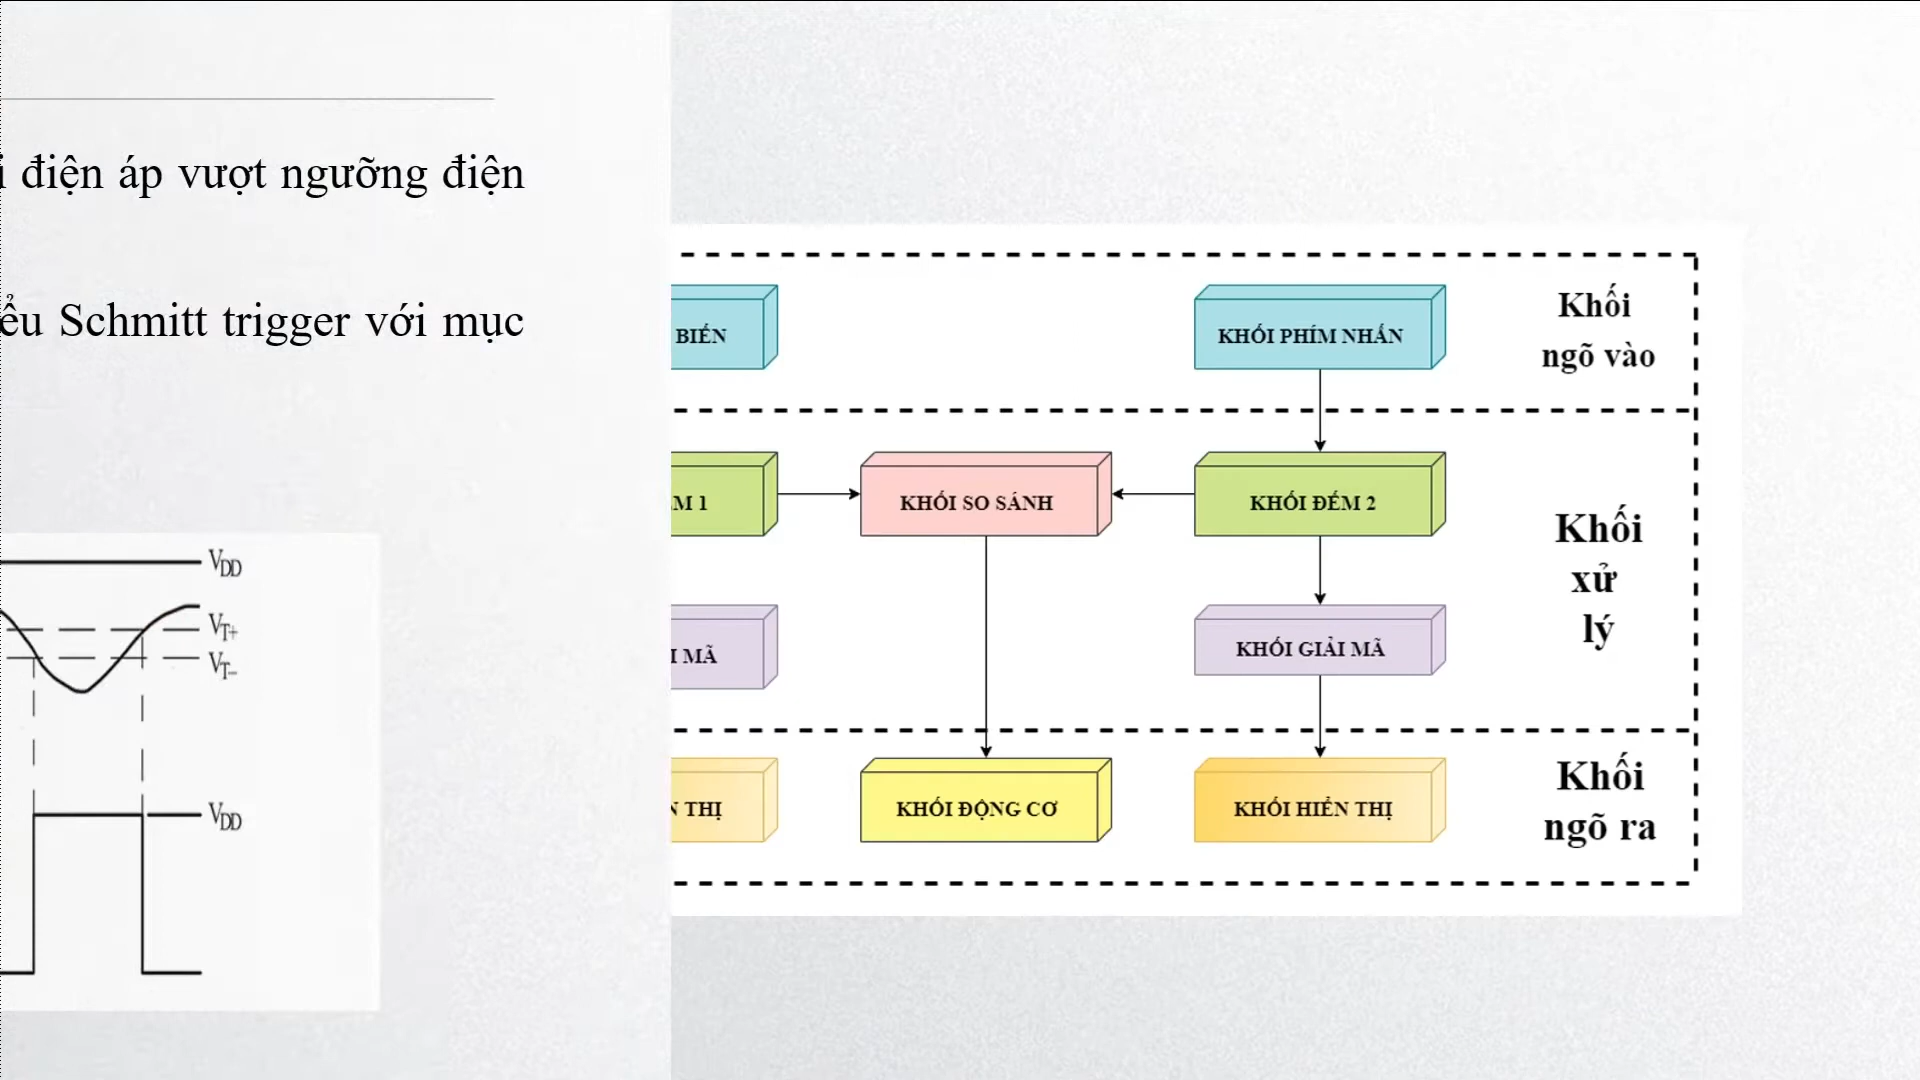 điện áp vượt ngưỡng điện
Schmitt trigger với mục
VDD
VT+
VT-
VDD
BIẾN
KHỐI PHÍM NHẤN
Khối
ngõ vào
M 1
KHỐI SO SÁNH
KHỐI ĐẾM 2
Khối
xử
lý
I MÃ
KHỐI GIẢI MÃ
THỊ
KHỐI ĐỘNG CƠ
KHỐI HIỂN THỊ
Khối
ngõ ra